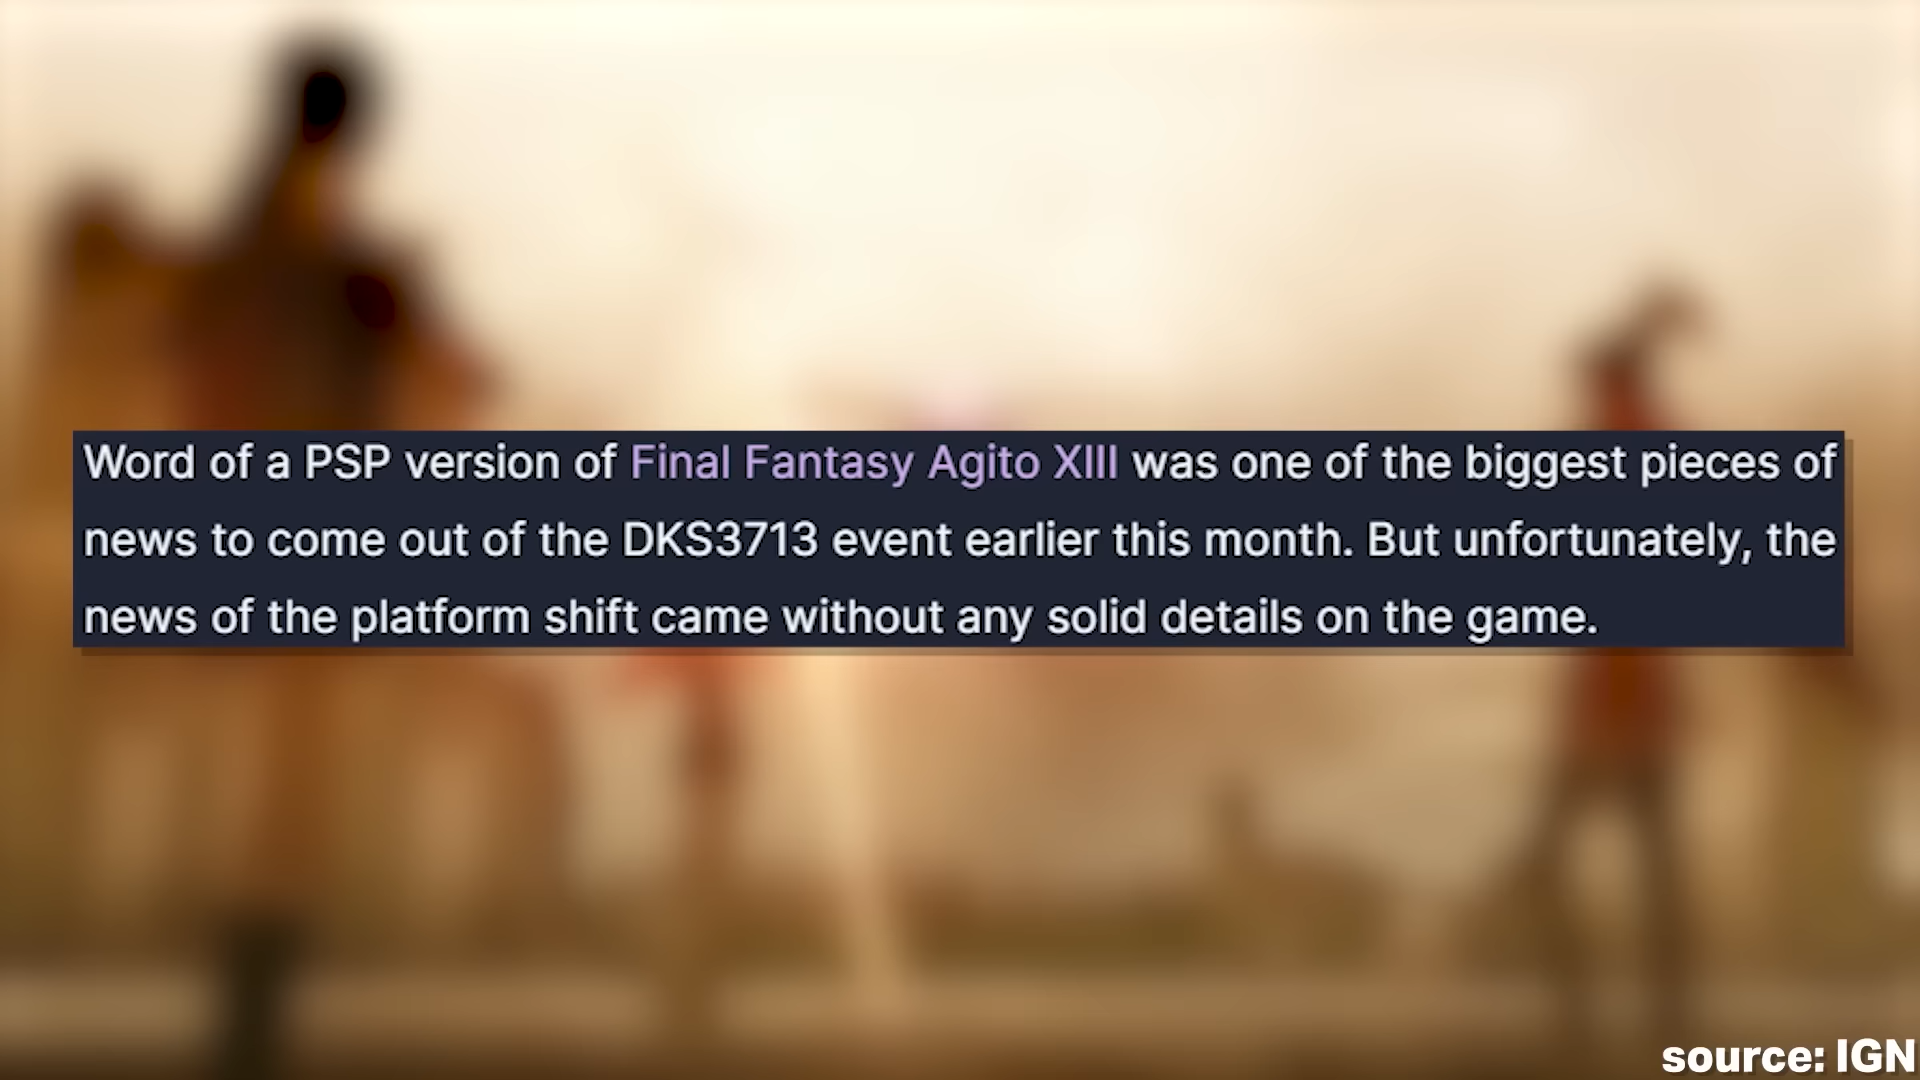 Word of a PSP version of Final Fantasy Agito XIII was one of the biggest pieces of
news to come out of the DKS3713 event earlier this month. But unfortunately, the
news of the platform shift came without any solid details on the game.
source: IGN